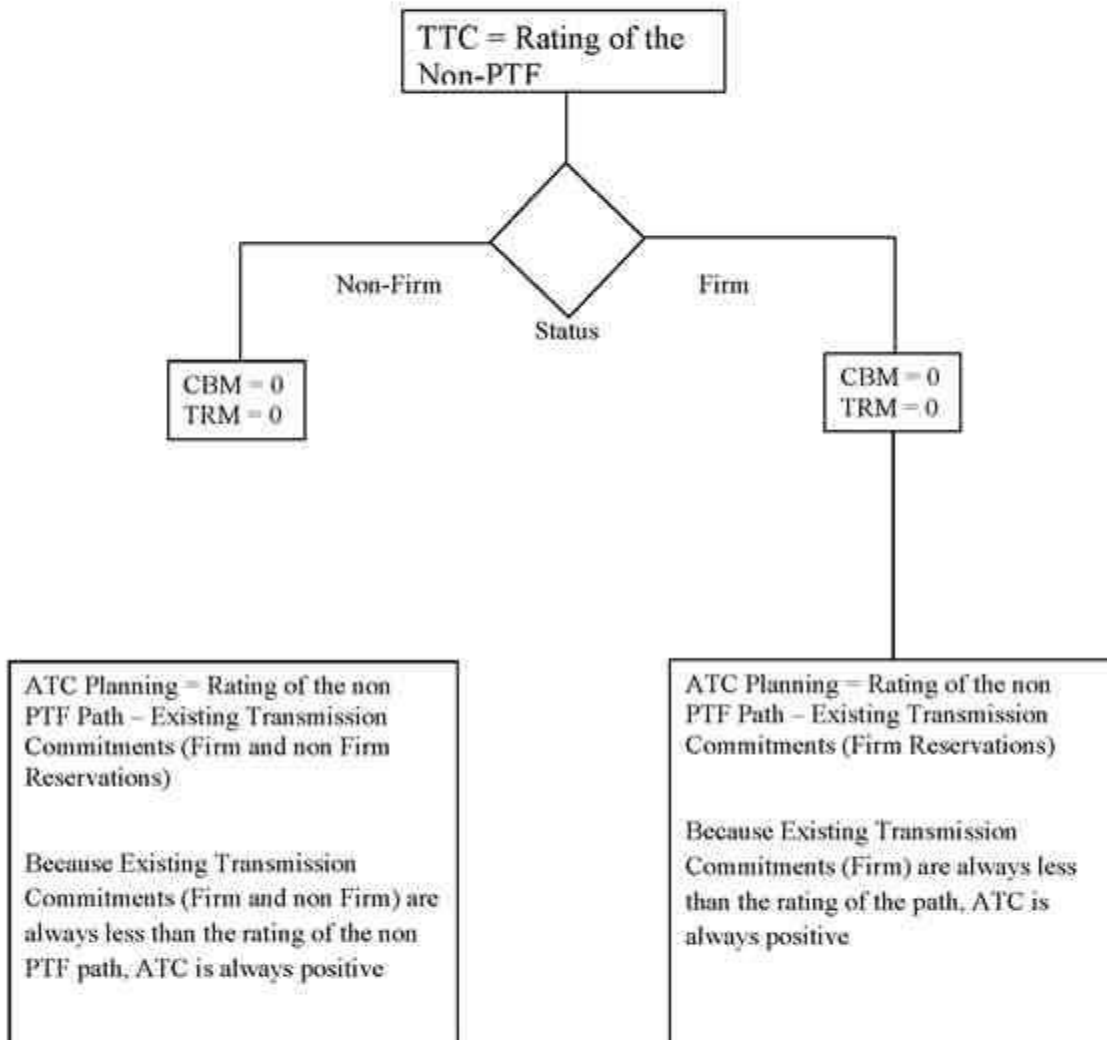 TTC = Rating of the
Non-PTF
Non-Firm
Firm
Status
CBM = 0
TRM = 0
CBM = 0
TRM = 0
ATC Planning = Rating of the non
PTF Path – Existing Transmission
Commitments (Firm and non Firm
Reservations)
Because Existing Transmission
Commitments (Firm and non Firm) are
always less than the rating of the non
PTF path, ATC is always positive
ATC Planning = Rating of the non
PTF Path – Existing Transmission
Commitments (Firm Reservations)
Because Existing Transmission
Commitments (Firm) are always less
than the rating of the path, ATC is
always positive